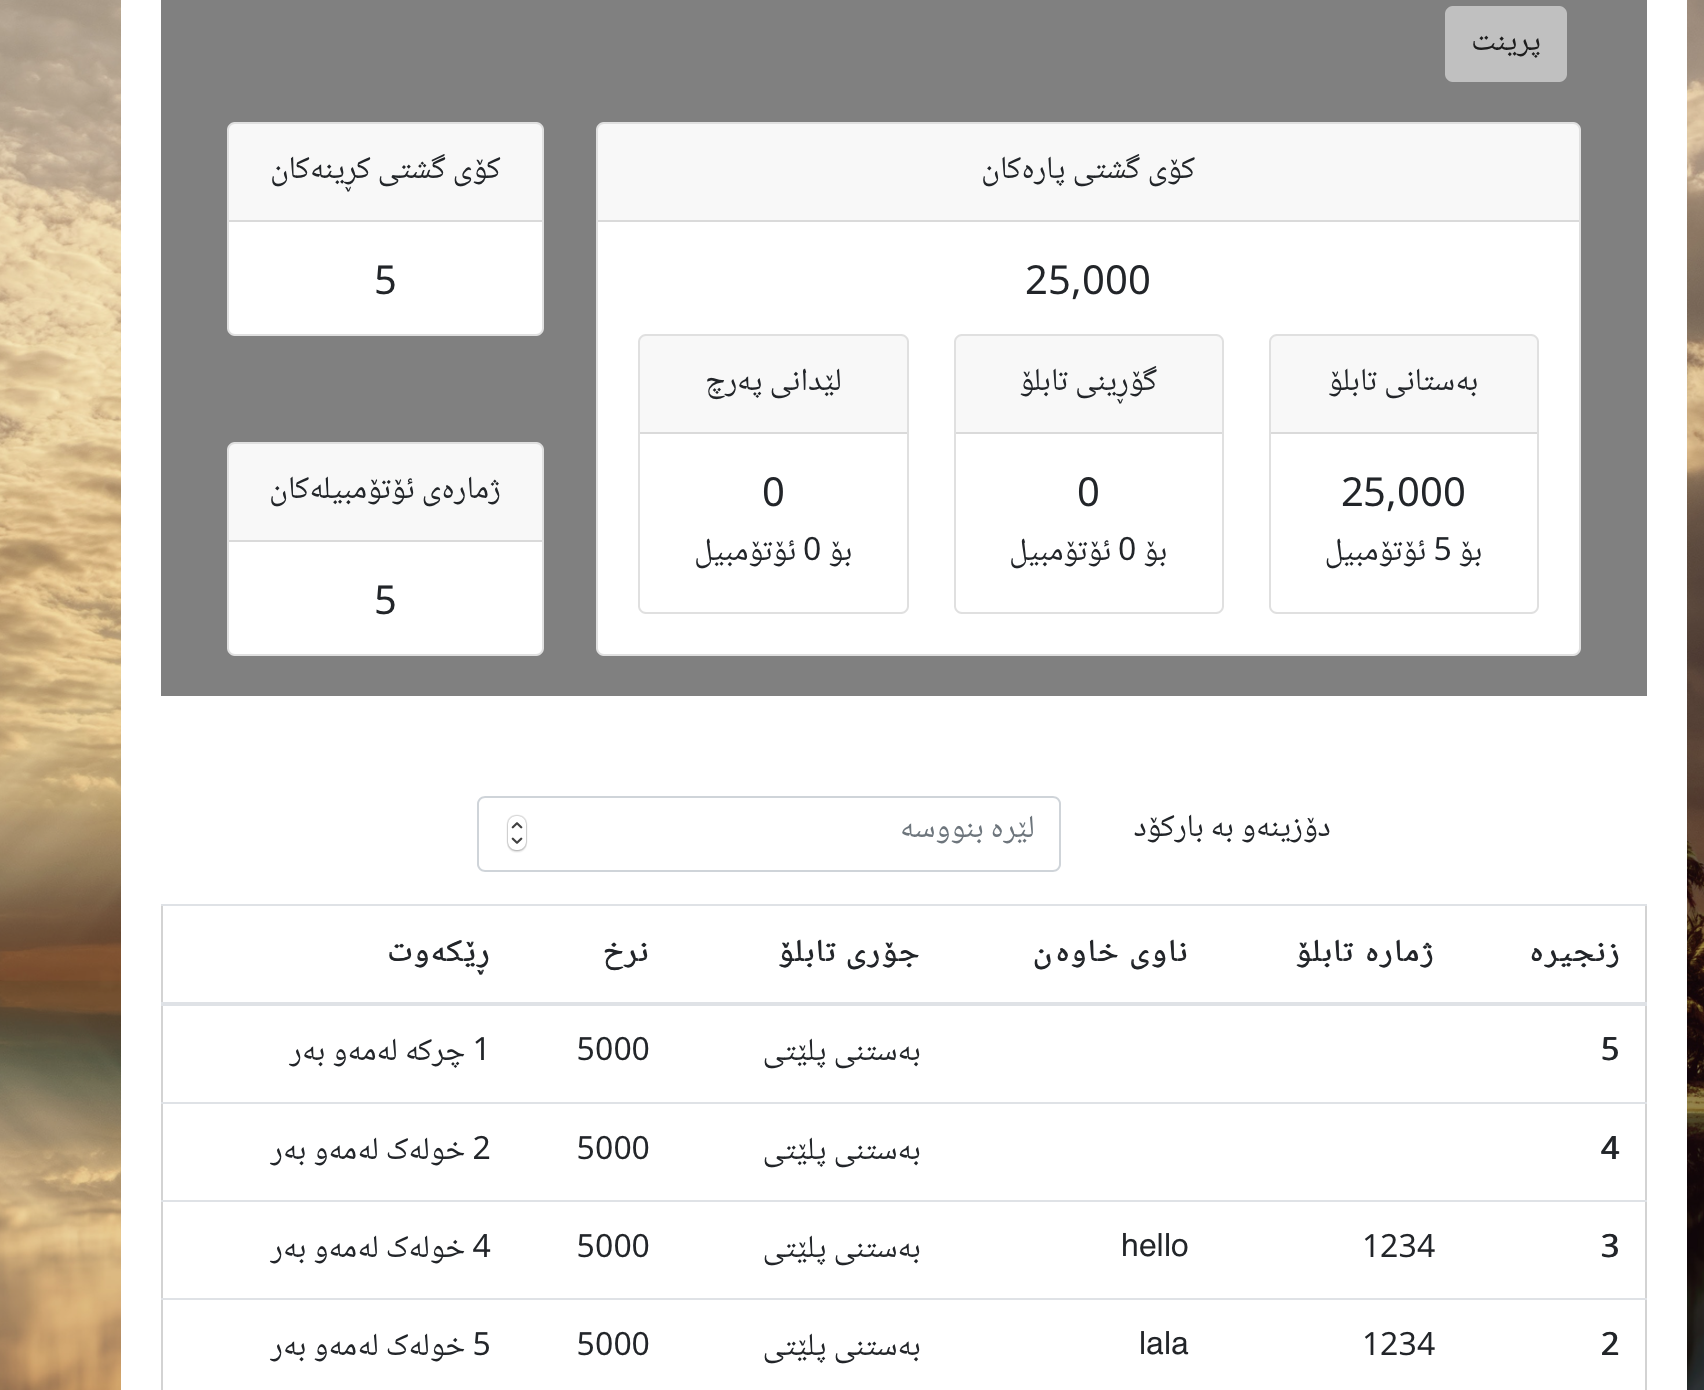 پرینت
کۆی گشتی پارەکان
25,000
بەستانی تابلۆ
25,000
بۆ 5 ئۆتۆمبیل
گۆڕینی تابلۆ
0
بۆ 0 ئۆتۆمبیل
لێدانی پەرچ
0
بۆ 0 ئۆتۆمبیل
کۆی گشتی کڕینەکان
5
ژمارەی ئۆتۆمبیلەکان
5
دۆزینەو بە بارکۆد
لێرە بنووسە
زنجیرە ژمارە تابلۆ ناوی خاوەن جۆری تابلۆ نرخ ڕێکەوت
5 بەستنی پلێتی 5000 1 چرکە لەمەو بەر
4 بەستنی پلێتی 5000 2 خولەک لەمەو بەر
3 1234 hello بەستنی پلێتی 5000 4 خولەک لەمەو بەر
2 1234 lala بەستنی پلێتی 5000 5 خولەک لەمەو بەر